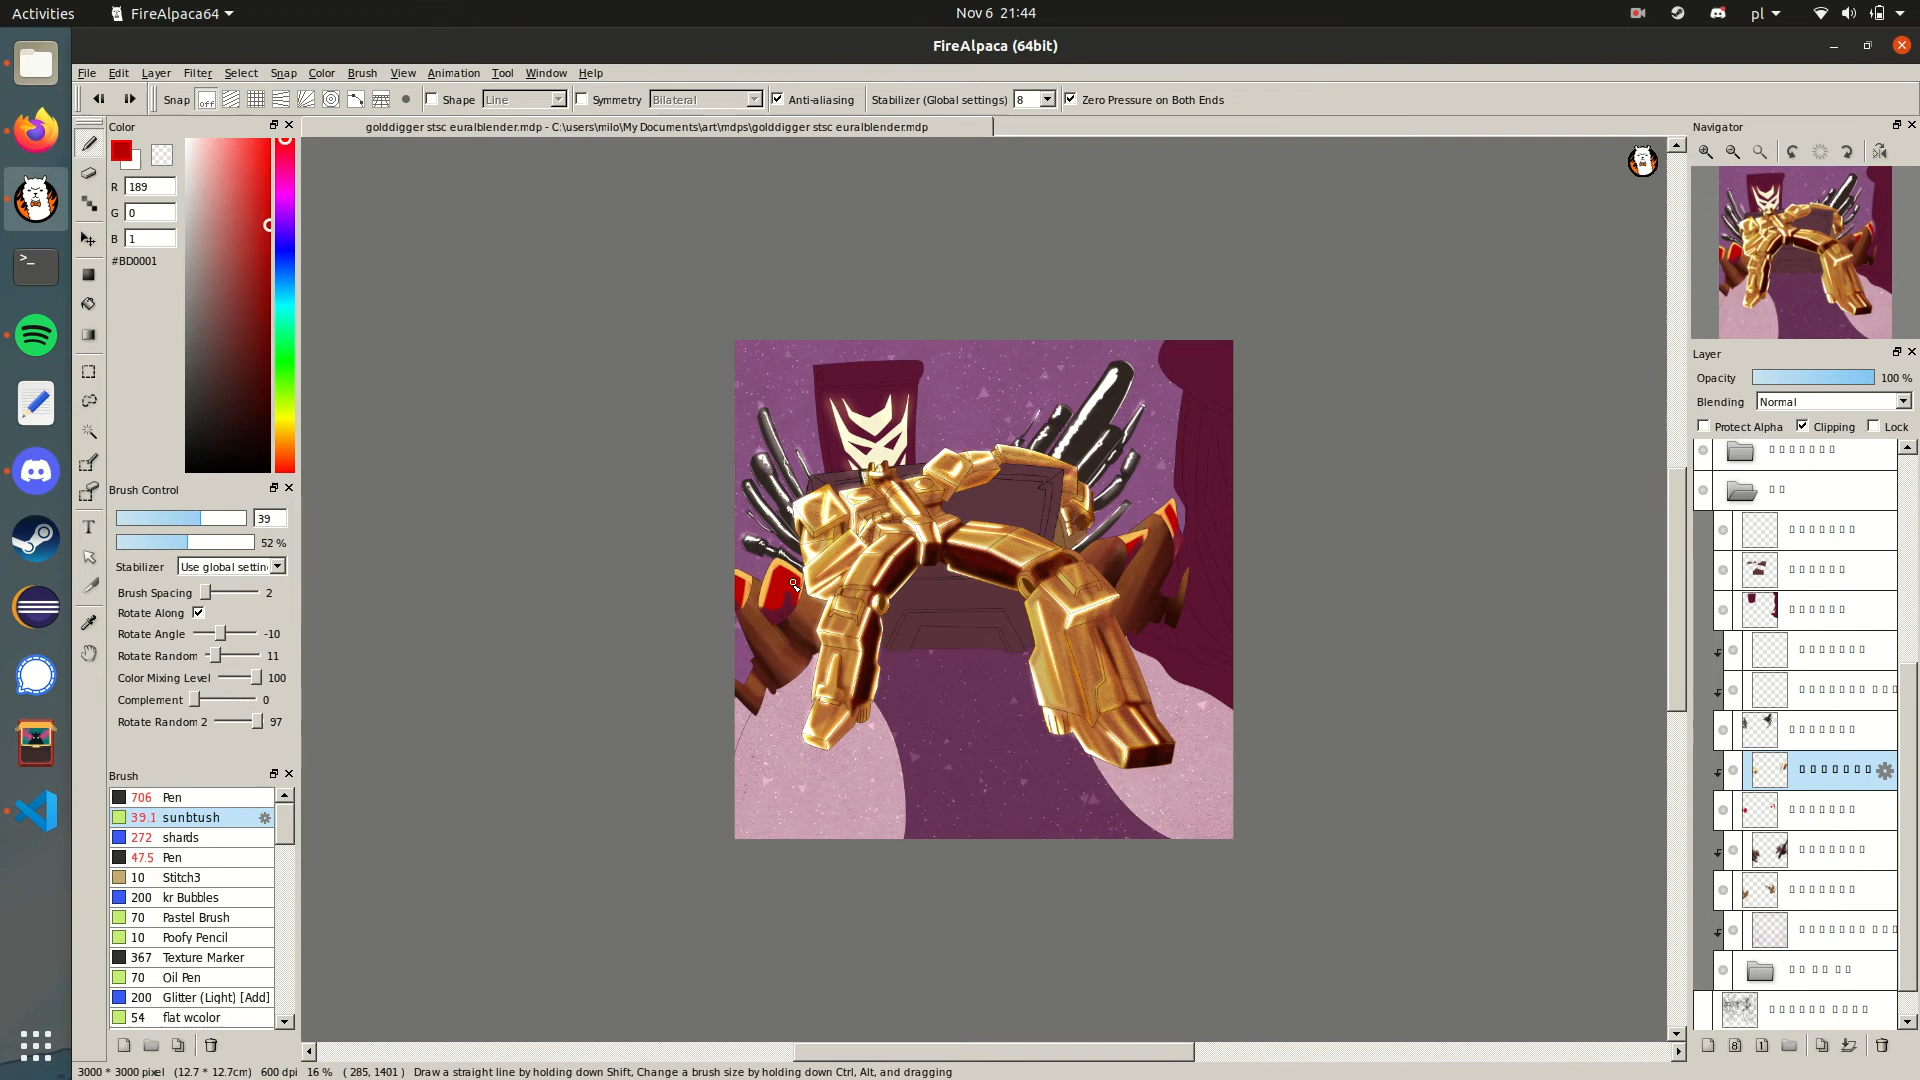 Activities
FireAlpaca64
Nov 6 21:44
pl
FireAlpaca (64bit)
File Edit Layer Filter Select Snap Color Brush View Animation Tool Window Help
Snap off Shape Line Symmetry Bilateral Anti-aliasing Stabilizer (Global settings) 8 Zero Pressure on Both Ends
Color
golddigger stsc euralblender.mdp - C:\users\milo\My Documents\art\mdps\golddigger stsc euralblender.mdp
Navigator
R 189
G 0
B 1
#BD0001
Layer
Opacity 100 %
Blending Normal
Protect Alpha Clipping Lock
Brush Control
39
52 %
Stabilizer Use global settin
Brush Spacing 2
Rotate Along
Rotate Angle -10
Rotate Random 11
Color Mixing Level 100
Complement 0
Rotate Random 2 97
Brush
706 Pen
39.1 sunbtush
272 shards
47.5 Pen
10 Stitch3
200 kr Bubbles
70 Pastel Brush
10 Poofy Pencil
367 Texture Marker
70 Oil Pen
200 Glitter (Light) [Add]
54 flat wcolor
3000 * 3000 pixel (12.7 * 12.7cm) 600 dpi 16 % ( 285, 1401 ) Draw a straight line by holding down Shift, Change a brush size by holding down Ctrl, Alt, and dragging